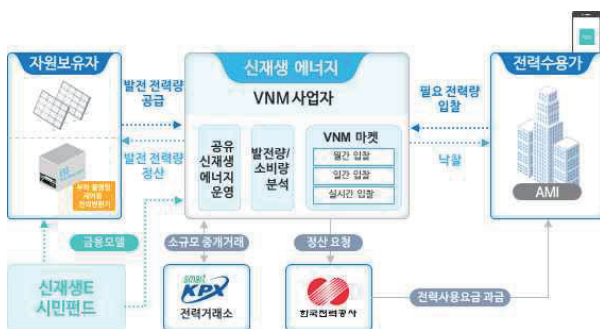 자원보유자
발전 전력량
공급
발전 전력량
정산
신재생 에너지
VNM 사업자
공유
신재생
에너지
운영
발전량/
소비량
분석
VNM 마켓
월간 입찰
일간 입찰
실시간 입찰
필요 전력량
입찰
낙찰
전력수용가
AMI
금융모델
소규모 중개거래
정산 요청
신재생E
시민펀드
smart
KPX
전력거래소
한국전력공사
전력사용요금 과금